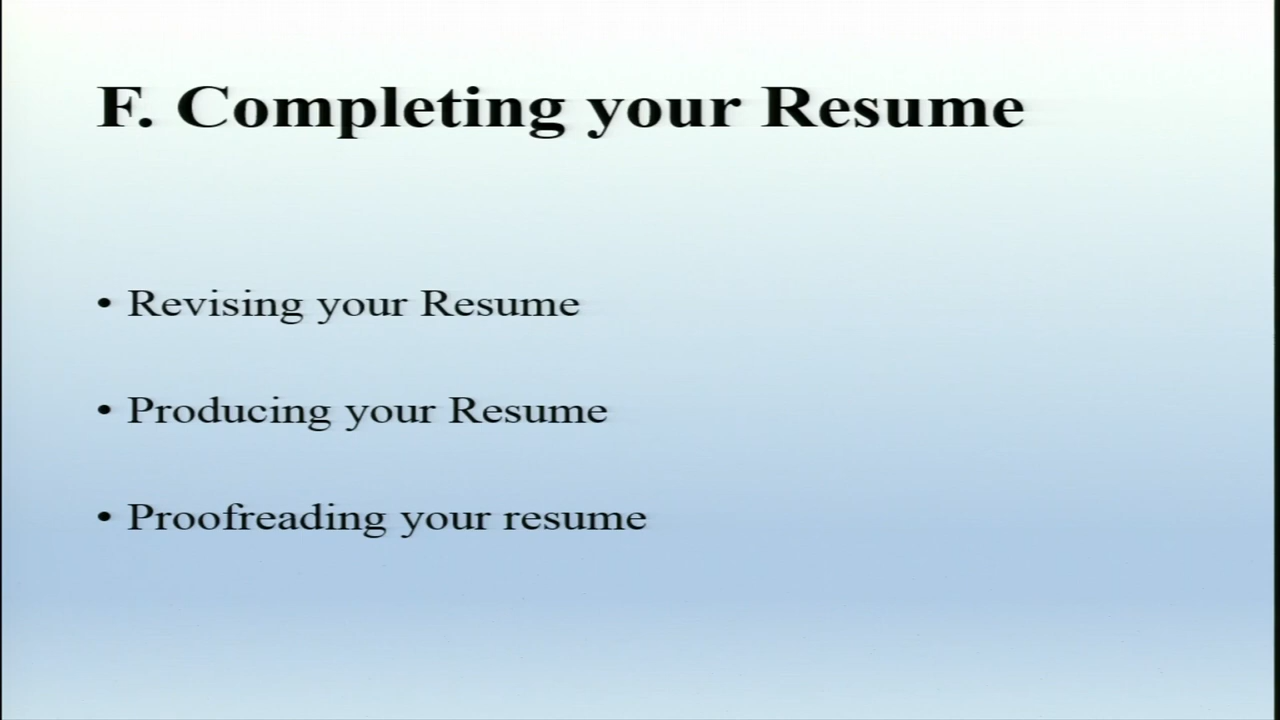 F. Completing your Resume
• Revising your Resume
• Producing your Resume
• Proofreading your resume